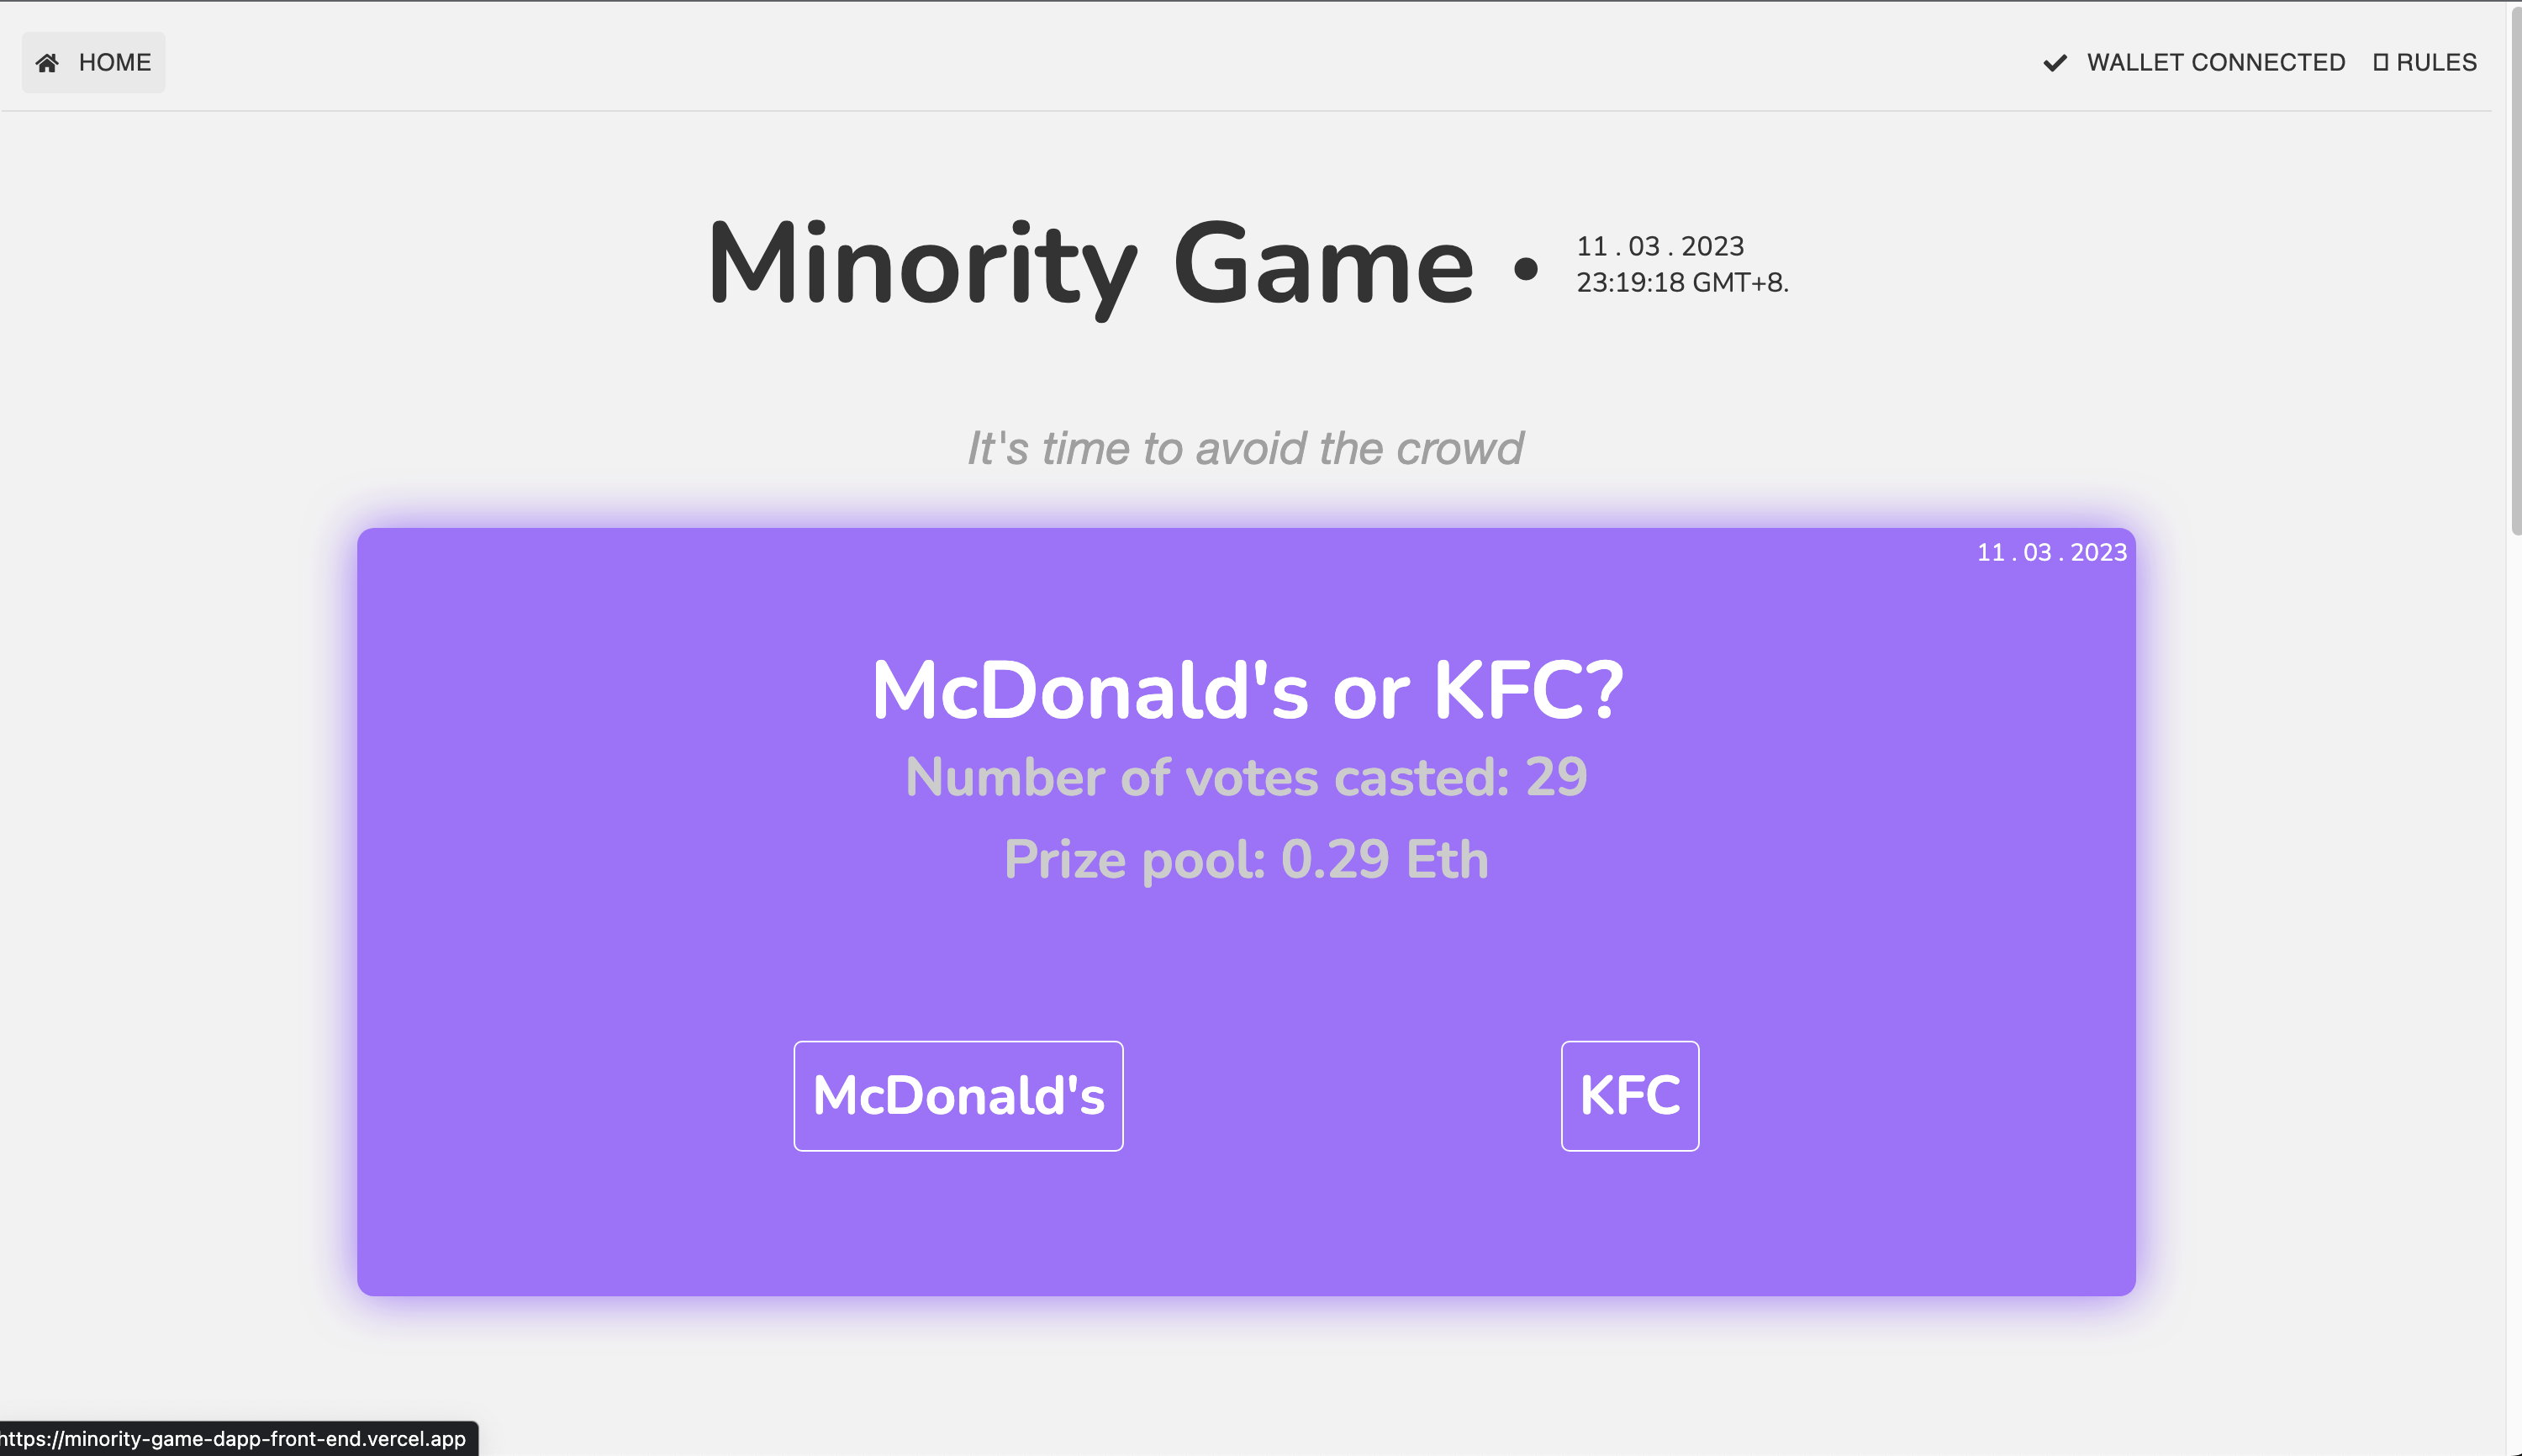 HOME
WALLET CONNECTED
RULES
Minority Game •
11 . 03 . 2023
23:19:18 GMT+8.
It's time to avoid the crowd
11 . 03 . 2023
McDonald's or KFC?
Number of votes casted: 29
Prize pool: 0.29 Eth
McDonald's
KFC
https://minority-game-dapp-front-end.vercel.app